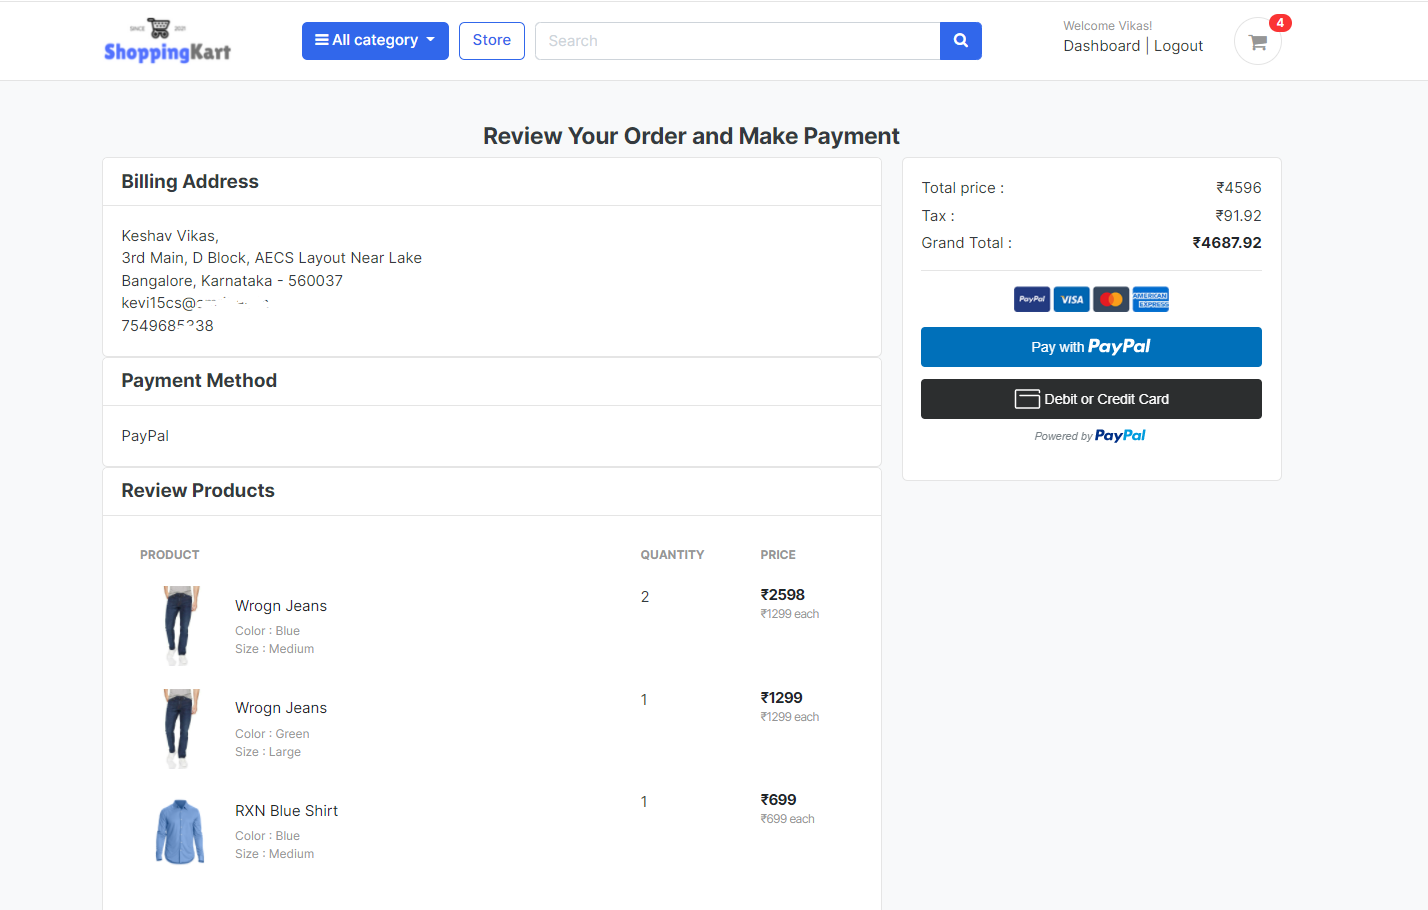 SINCE 2021
ShoppingKart
All category
Store
Search
Welcome Vikas!
Dashboard | Logout
4
Review Your Order and Make Payment
Billing Address
Keshav Vikas,
3rd Main, D Block, AECS Layout Near Lake
Bangalore, Karnataka - 560037
kevi15cs@
Payment Method
PayPal
Review Products
PRODUCT QUANTITY PRICE
Wrogn Jeans 2 ₹2598
₹1299 each
Color : Blue
Size : Medium
Wrogn Jeans 1 ₹1299
₹1299 each
Color : Green
Size : Large
RXN Blue Shirt 1 ₹699
₹699 each
Color : Blue
Size : Medium
Total price : ₹4596
Tax : ₹91.92
Grand Total : ₹4687.92
PayPal VISA AMERICAN EXPRESS
Pay with PayPal
Debit or Credit Card
Powered by PayPal